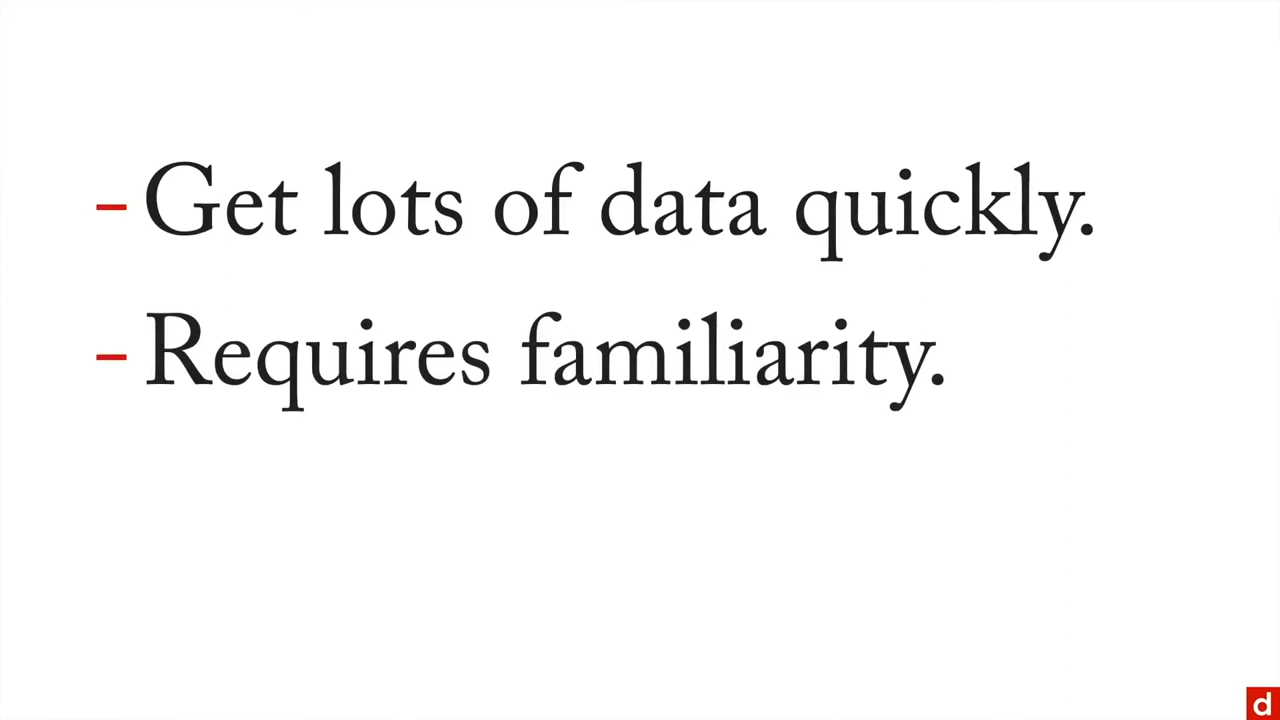 - Get lots of data quickly.
- Requires familiarity.
d